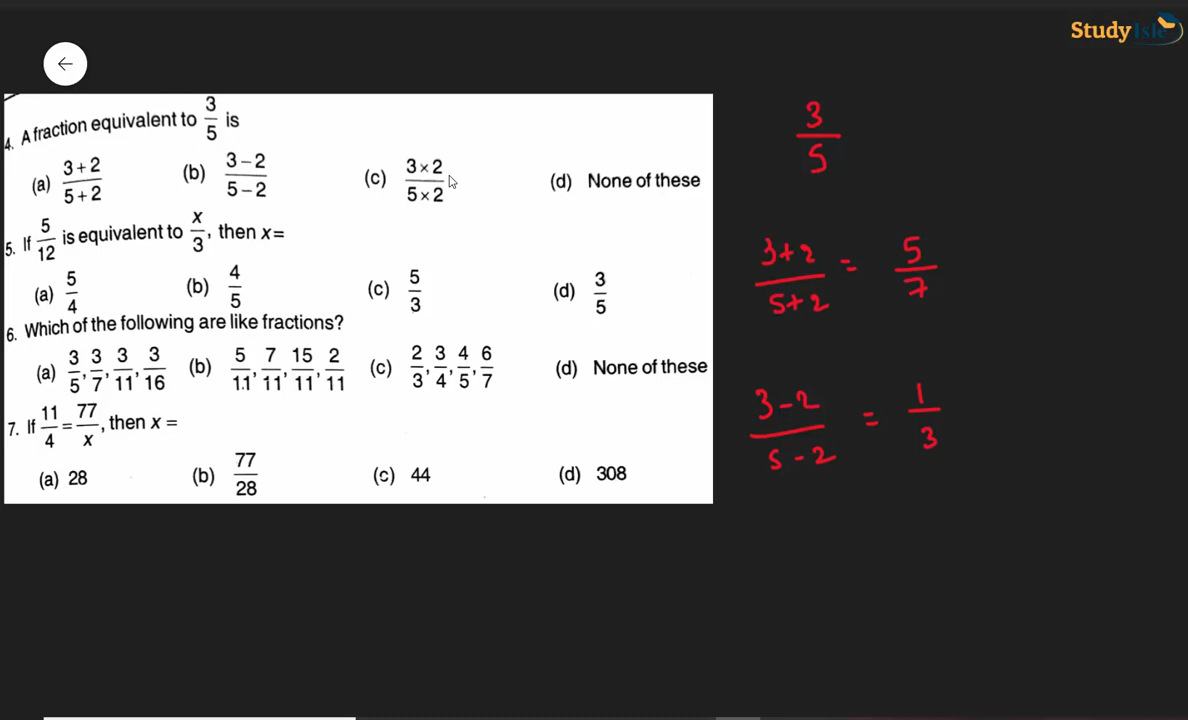 StudyIsle
4. A fraction equivalent to 3/5 is
(a) 3+2/5+2 (b) 3−2/5−2 (c) 3×2/5×2 (d) None of these
5. If 5/12 is equivalent to x/3, then x=
(a) 5/4 (b) 4/5 (c) 5/3 (d) 3/5
6. Which of the following are like fractions?
(a) 3/5, 3/7, 3/11, 3/16 (b) 5/11, 7/11, 15/11, 2/11 (c) 2/3, 3/4, 4/5, 6/7 (d) None of these
7. If 11/4 = 77/x, then x =
(a) 28 (b) 77/28 (c) 44 (d) 308
3/5
3+2/5+2 = 5/7
3-2/5-2 = 1/3